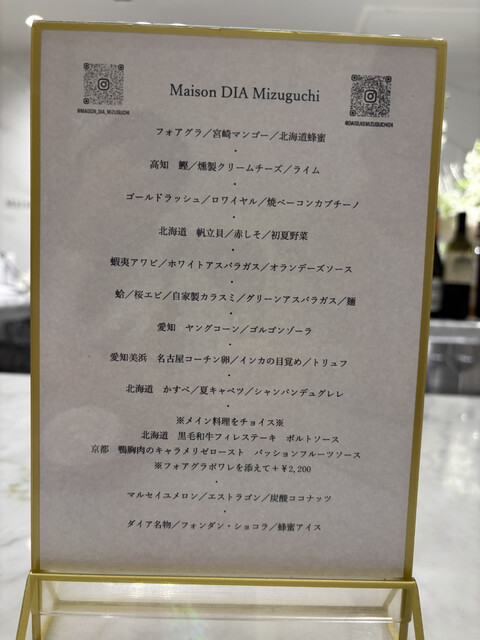 Maison DIA Mizuguchi
@MAISON_DIA_MIZUGUCHI
@DAISUKEMIZUGUCHI24
フォアグラ／宮崎マンゴー／北海道蜂蜜
・
高知　鰹／燻製クリームチーズ／ライム
・
ゴールドラッシュ／ロワイヤル／焼ベーコンカプチーノ
・
北海道　帆立貝／赤しそ／初夏野菜
・
蝦夷アワビ／ホワイトアスパラガス／オランデーズソース
・
蛤／桜エビ／自家製カラスミ／グリーンアスパラガス／麺
・
愛知　ヤングコーン／ゴルゴンゾーラ
・
愛知美浜　名古屋コーチン卵／インカの目覚め／トリュフ
・
北海道　かすべ／夏キャベツ／シャンパンデュグレレ
・
※メイン料理をチョイス※
北海道　黒毛和牛フィレステーキ　ポルトソース
京都　鴨胸肉のキャラメリゼロースト　パッションフルーツソース
※フォアグラポワレを添えて＋¥2,200
・
マルセイユメロン／エストラゴン／炭酸ココナッツ
・
ダイア名物／フォンダン・ショコラ／蜂蜜アイス